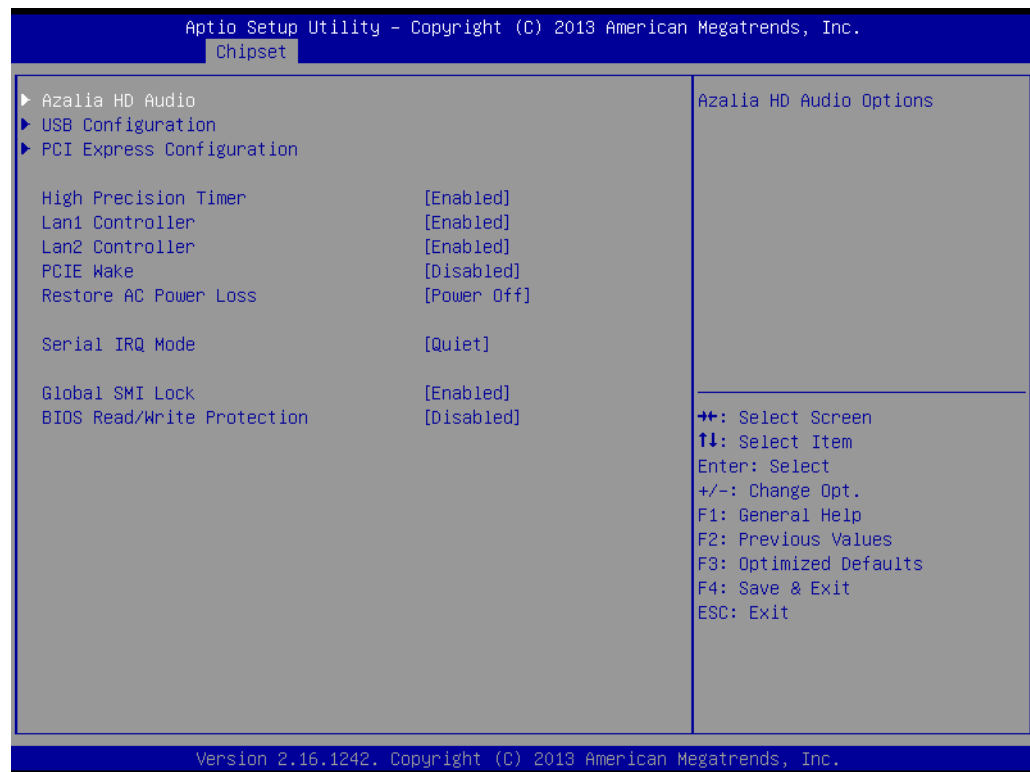 Aptio Setup Utility – Copyright (C) 2013 American Megatrends, Inc.
Chipset
Azalia HD Audio
USB Configuration
PCI Express Configuration
High Precision Timer [Enabled]
Lan1 Controller [Enabled]
Lan2 Controller [Enabled]
PCIE Wake [Disabled]
Restore AC Power Loss [Power Off]
Serial IRQ Mode [Quiet]
Global SMI Lock [Enabled]
BIOS Read/Write Protection [Disabled]
Azalia HD Audio Options
→←: Select Screen
↑↓: Select Item
Enter: Select
+/-: Change Opt.
F1: General Help
F2: Previous Values
F3: Optimized Defaults
F4: Save & Exit
ESC: Exit
Version 2.16.1242. Copyright (C) 2013 American Megatrends, Inc.